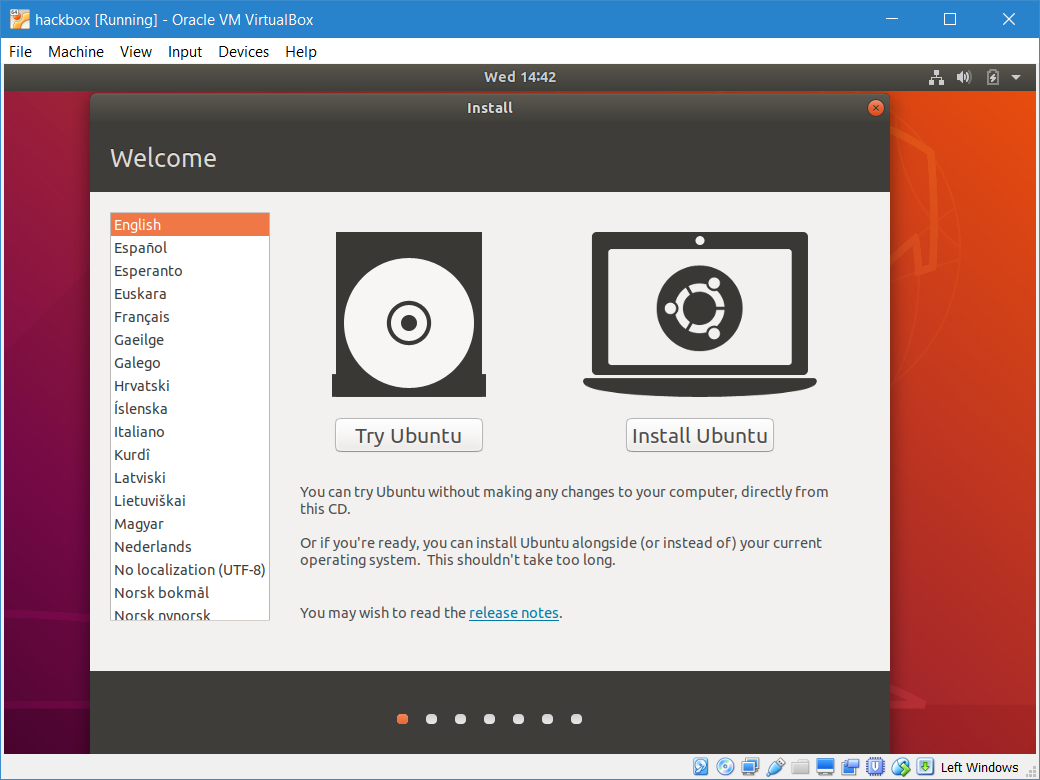 hackbox [Running] - Oracle VM VirtualBox
File Machine View Input Devices Help
Wed 14:42
Install
Welcome
English
Español
Esperanto
Euskara
Français
Gaeilge
Galego
Hrvatski
Íslenska
Italiano
Kurdî
Latviski
Lietuviškai
Magyar
Nederlands
No localization (UTF-8)
Norsk bokmål
Norsk nynorsk
Try Ubuntu
Install Ubuntu
You can try Ubuntu without making any changes to your computer, directly from
this CD.
Or if you're ready, you can install Ubuntu alongside (or instead of) your current
operating system. This shouldn't take too long.
You may wish to read the release notes.
Left Windows